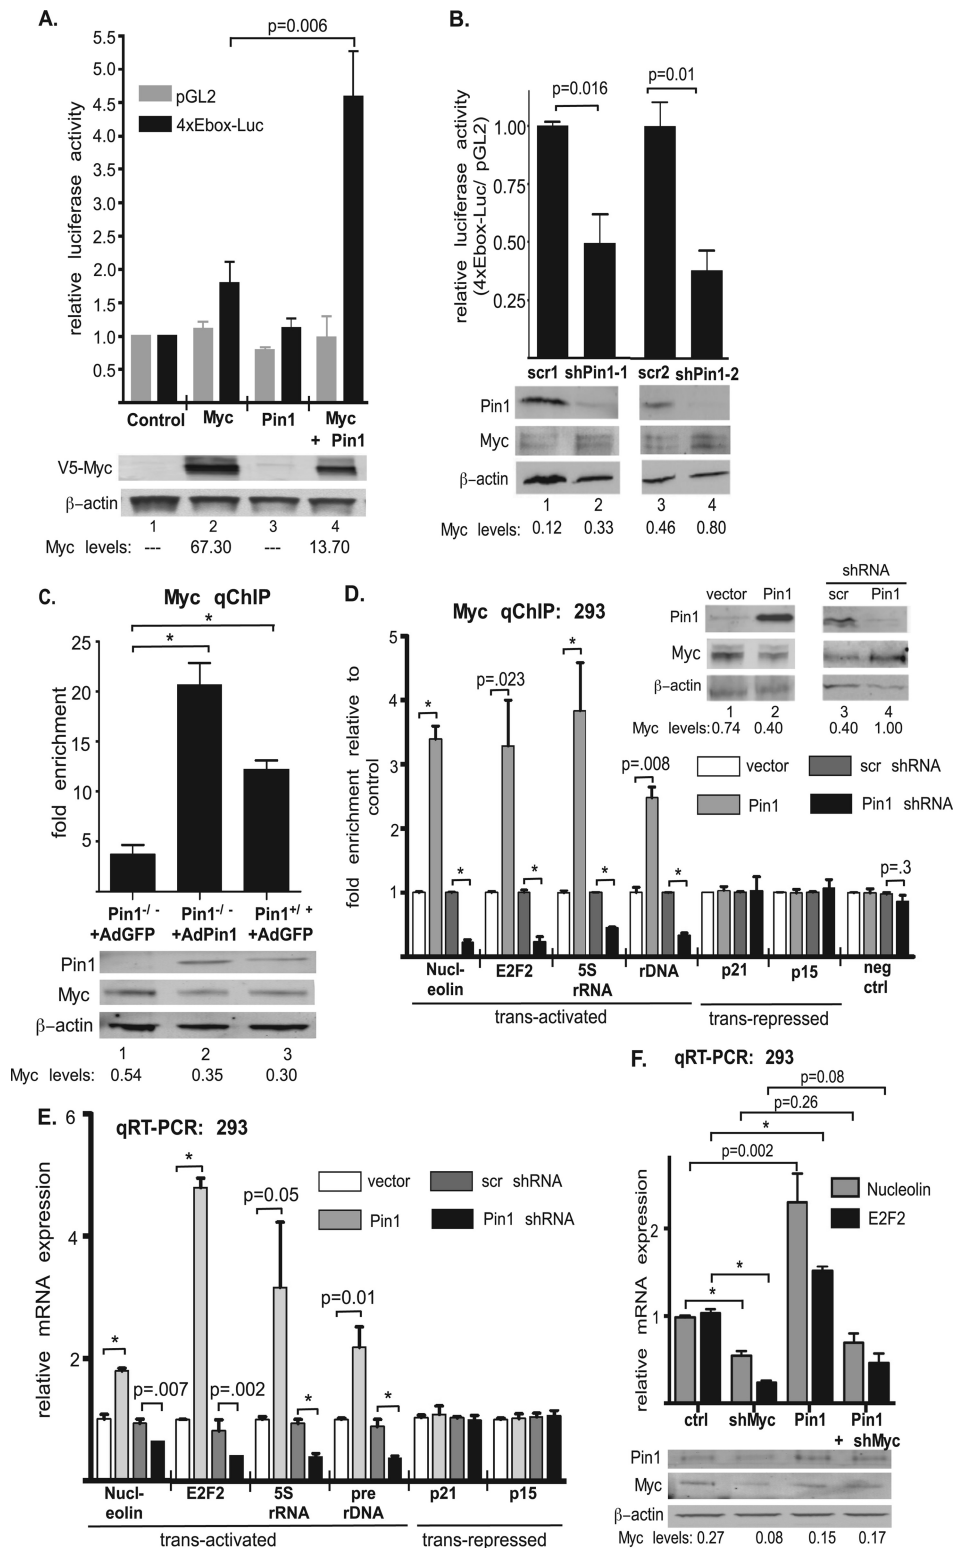 A.
p=0.006
5.5
5.0
4.5
4.0
3.5
3.0
2.5
2.0
1.5
1.0
0.5
relative luciferase activity
pGL2
4xEbox-Luc
Control Myc Pin1 Myc
+ Pin1
V5-Myc
β-actin
1 2 3 4
Myc levels: --- 67.30 --- 13.70
B.
p=0.016
p=0.01
relative luciferase activity
(4xEbox-Luc/ pGL2)
1.00
0.75
0.50
0.25
scr1 shPin1-1 scr2 shPin1-2
Pin1
Myc
β-actin
1 2 3 4
Myc levels: 0.12 0.33 0.46 0.80
C.
Myc qChIP
*
*
fold enrichment
25
20
15
10
5
Pin1-/- Pin1-/- Pin1+/+
+AdGFP +AdPin1 +AdGFP
Pin1
Myc
β-actin
1 2 3
Myc levels: 0.54 0.35 0.30
D.
Myc qChIP: 293
fold enrichment relative to
control
5
4
3
2
1
*
p=.023
*
p=.008
*
*
*
*
p=.3
shRNA
vector Pin1 scr Pin1
Pin1
Myc
β-actin
1 2 3 4
Myc levels: 0.74 0.40 0.40 1.00
vector
scr shRNA
Pin1
Pin1 shRNA
Nucl-
eolin
E2F2
5S
rRNA
rDNA
p21
p15
neg
ctrl
trans-activated
trans-repressed
E.
qRT-PCR: 293
relative mRNA expression
6
4
2
*
p=.007
*
p=.002
p=0.05
*
p=0.01
*
vector
scr shRNA
Pin1
Pin1 shRNA
Nucl-
eolin
E2F2
5S
rRNA
pre
rDNA
p21
p15
trans-activated
trans-repressed
F.
qRT-PCR: 293
p=0.08
p=0.26
*
p=0.002
*
*
relative mRNA expression
2
1
Nucleolin
E2F2
ctrl shMyc Pin1 Pin1
+ shMyc
Pin1
Myc
β-actin
Myc levels: 0.27 0.08 0.15 0.17